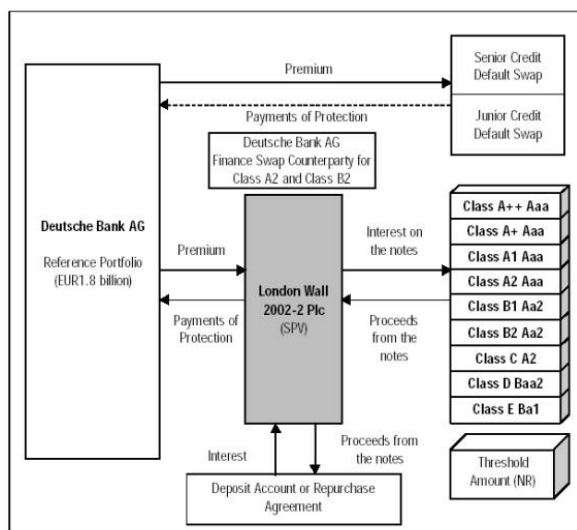 Premium
Senior Credit
Default Swap
Payments of Protection
Junior Credit
Default Swap
Deutsche Bank AG
Finance Swap Counterparty for
Class A2 and Class B2
Deutsche Bank AG
Reference Portfolio
(EUR1.8 billion)
Premium
Payments of
Protection
London Wall
2002-2 Plc
(SPV)
Interest on
the notes
Proceeds
from the
notes
Class A++ Aaa
Class A+ Aaa
Class A1 Aaa
Class A2 Aaa
Class B1 Aa2
Class B2 Aa2
Class C A2
Class D Baa2
Class E Ba1
Interest
Proceeds from
the notes
Threshold
Amount (NR)
Deposit Account or Repurchase
Agreement